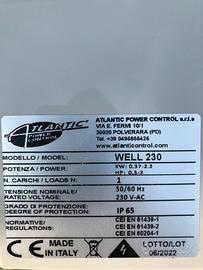 ATLANTIC
POWER
CONTROL
ATLANTIC POWER CONTROL s.r.l.s
VIA E. FERMI 10/1
35020 POLVERARA (PD)
Tel. +39 0498865426
www.atlanticontrol.com
MODELLO / MODEL WELL 230
POTENZA / POWER KW: 0.37-2.2
HP: 0.5-3
N. CARICHI / LOADS N 1
TENSIONE NOMINALE/ 50/60 Hz
RATED VOLTAGE: 230 V-AC
GRADO DI PROTEZIONE: IP 65
DEEGRE OF PROTECTION:
NORMATIVE/ CEI EN 61439-1
REGULATIONS: CEI EN 61439-2
CEI EN 60204-1
CE
MADE IN ITALY
LOTTO/LOT
06/2022